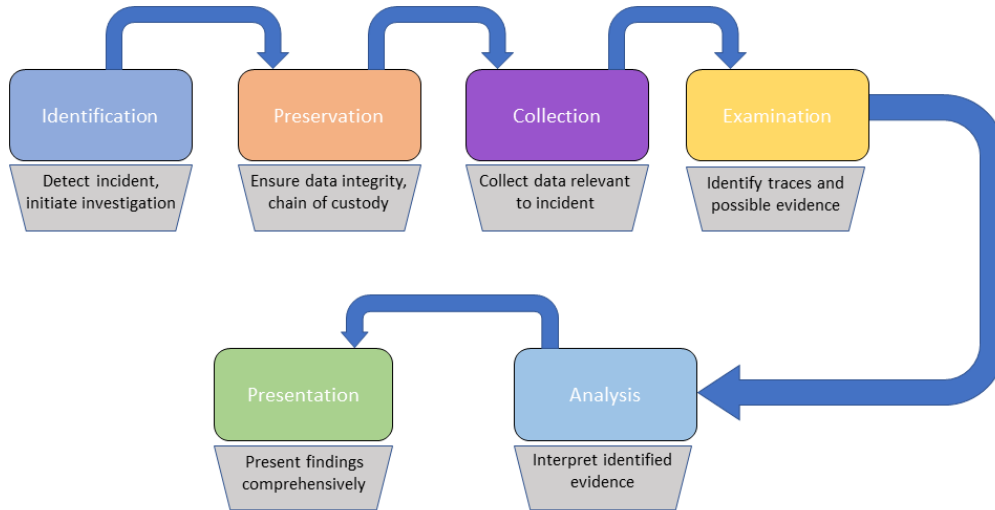 Identification
Detect incident,
initiate investigation
Preservation
Ensure data integrity,
chain of custody
Collection
Collect data relevant
to incident
Examination
Identify traces and
possible evidence
Analysis
Interpret identified
evidence
Presentation
Present findings
comprehensively